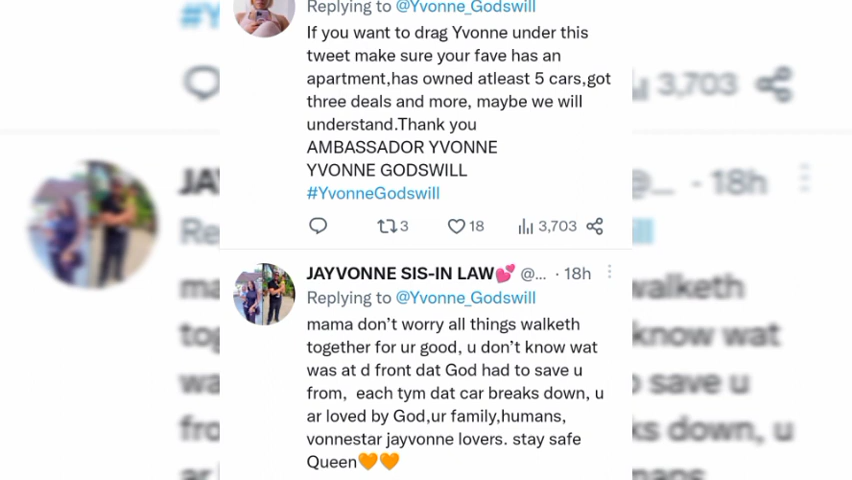 Replying to @Yvonne_Godswill
If you want to drag Yvonne under this
tweet make sure your fave has an
apartment,has owned atleast 5 cars,got
three deals and more, maybe we will
understand.Thank you
AMBASSADOR YVONNE
YVONNE GODSWILL
#YvonneGodswill
3 18 3,703
JAYVONNE SIS-IN LAW💕 @... · 18h
Replying to @Yvonne_Godswill
mama don't worry all things walketh
together for ur good, u don't know wat
was at d front dat God had to save u
from, each tym dat car breaks down, u
ar loved by God,ur family,humans,
vonnestar jayvonne lovers. stay safe
Queen🧡🧡